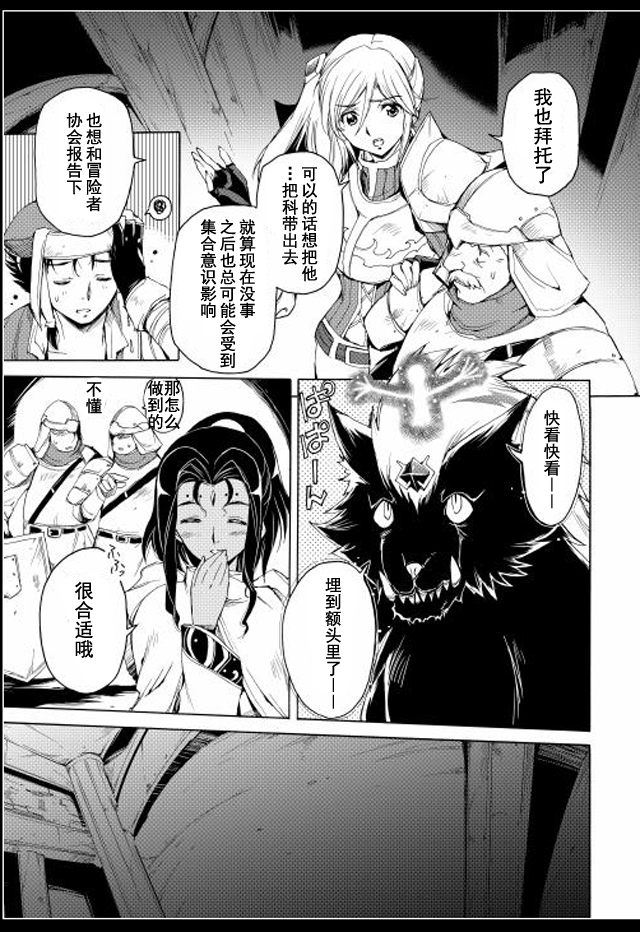 我也拜托了
可以的话想把他
…把科带出去
就算现在没事
之后也总可能会受到
集合意识影响
也想和冒险者
协会报告下
快看快看——
ぱっぱーん
埋到额头里了——
那怎么
做到的
不懂
ふふっ
很合适哦